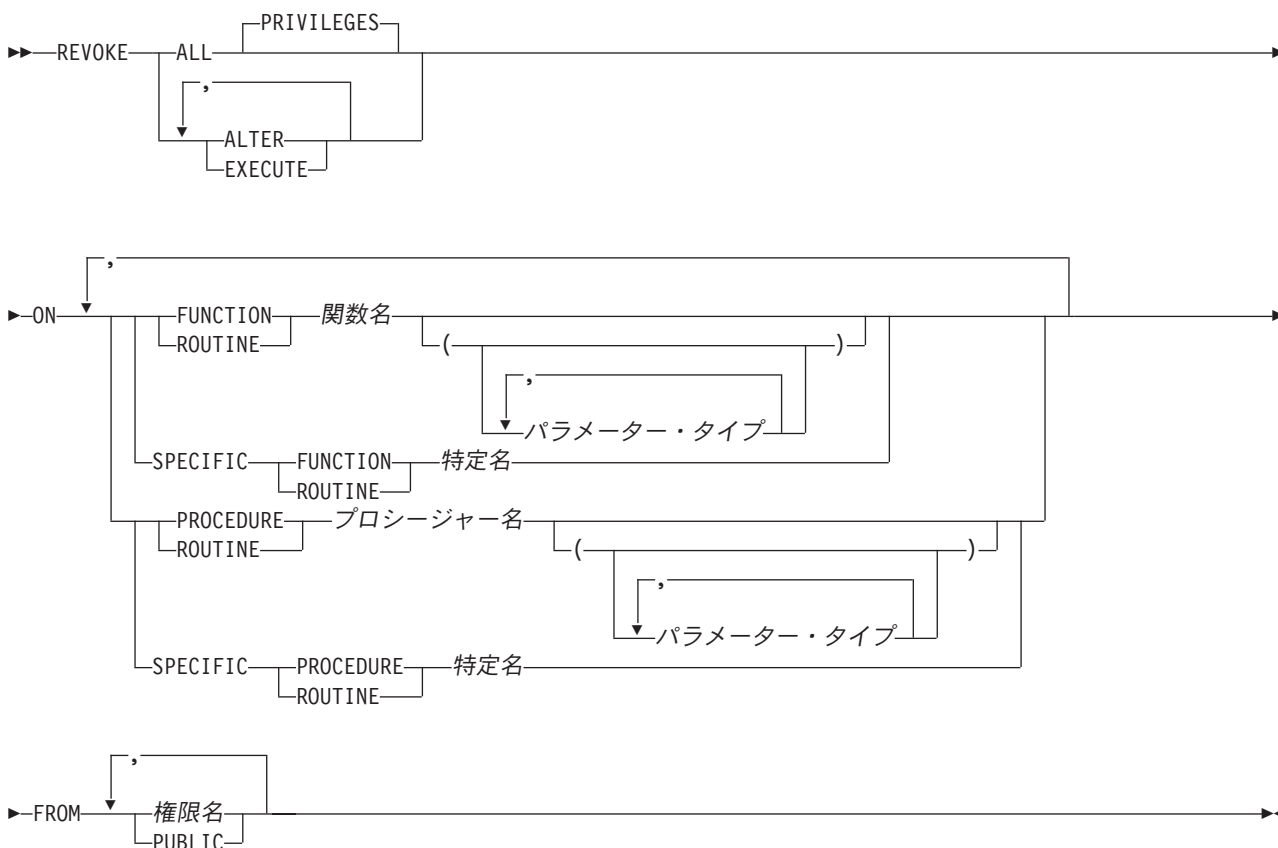 PRIVILEGES
REVOKE ALL
,
ALTER
EXECUTE
,
ON FUNCTION 関数名
ROUTINE ( )
,
パラメーター・タイプ
SPECIFIC FUNCTION 特定名
ROUTINE
PROCEDURE プロシージャー名
ROUTINE ( )
,
パラメーター・タイプ
SPECIFIC PROCEDURE 特定名
ROUTINE
,
FROM 権限名
PUBLIC